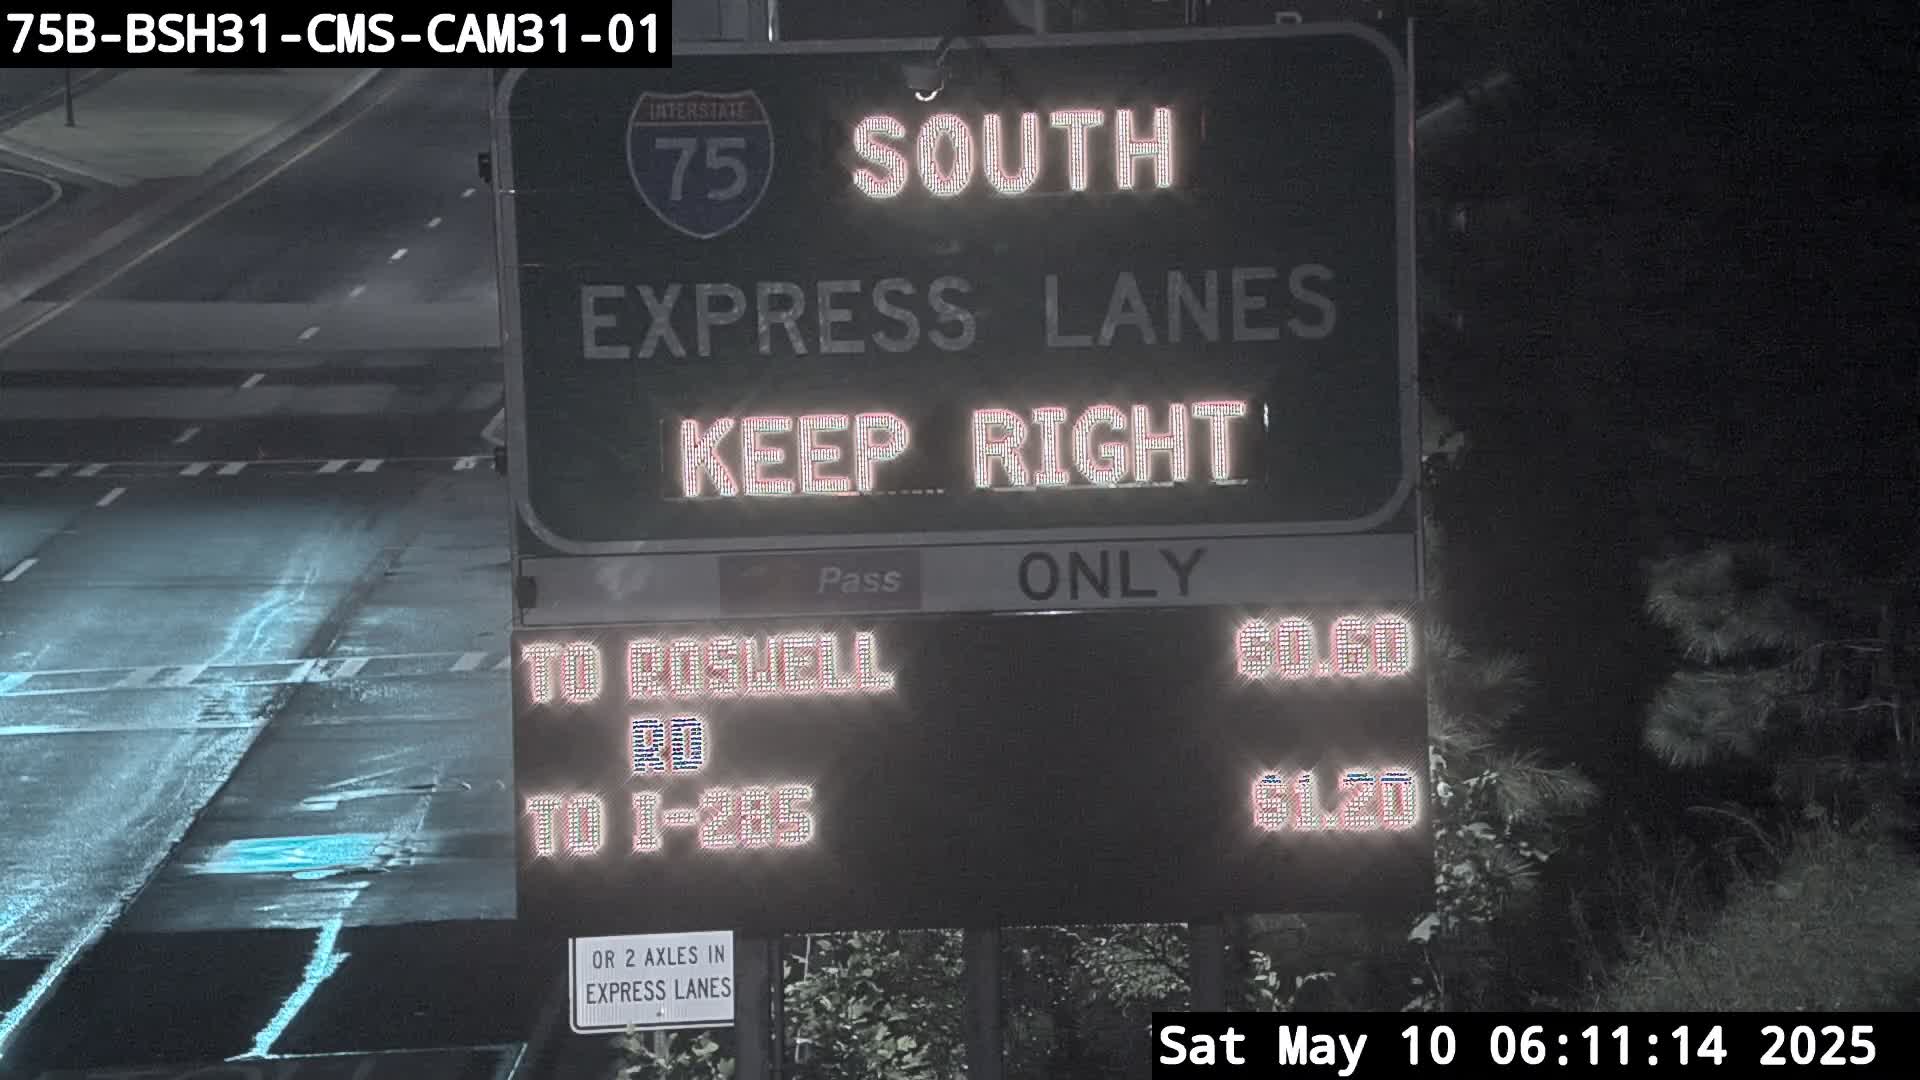 75B-BSH31-CMS-CAM31-01
INTERSTATE
75
SOUTH
EXPRESS LANES
KEEP RIGHT
Pass ONLY
TO ROSWELL $0.60
RD
TO I-285 $1.20
OR 2 AXLES IN
EXPRESS LANES
Sat May 10 06:11:14 2025